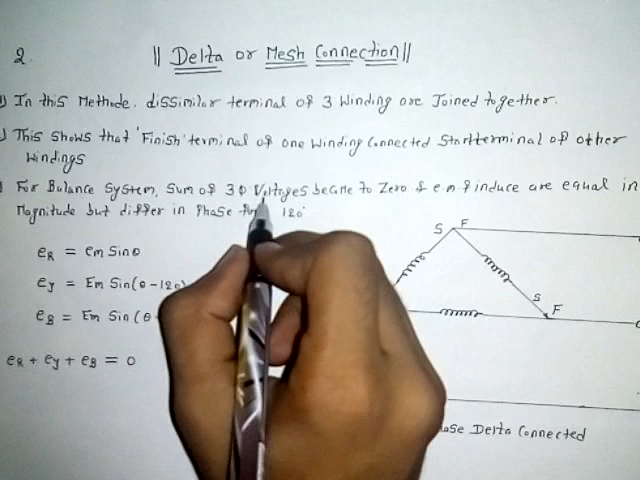 2
|| Delta or Mesh Connection ||
) In this Methode. dissimilar terminal of 3 Winding are Joined together.
) This Shows that 'Finish' terminal of one Winding Connected Start terminal of other
Windings
For Balance System, Sum of 3Φ Voltages became to Zero & e.m.f induce are equal in
Magnitude but differ in Phase 120°
eR = em Sinθ
ey = Em Sin(θ-120)
eB = Em Sin(θ
eR + ey + eB = 0
S F
S
F
ase Delta Connected